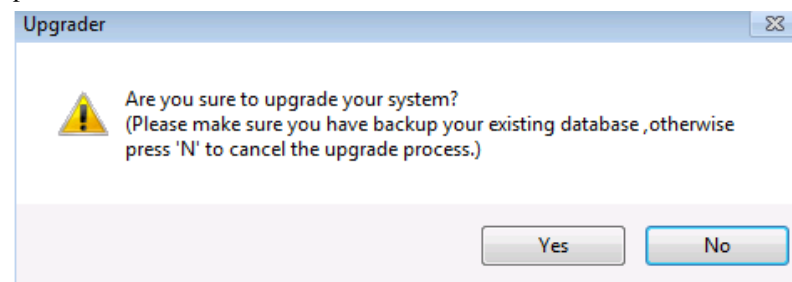 Upgrader
Are you sure to upgrade your system?
(Please make sure you have backup your existing database ,otherwise
press 'N' to cancel the upgrade process.)
Yes No